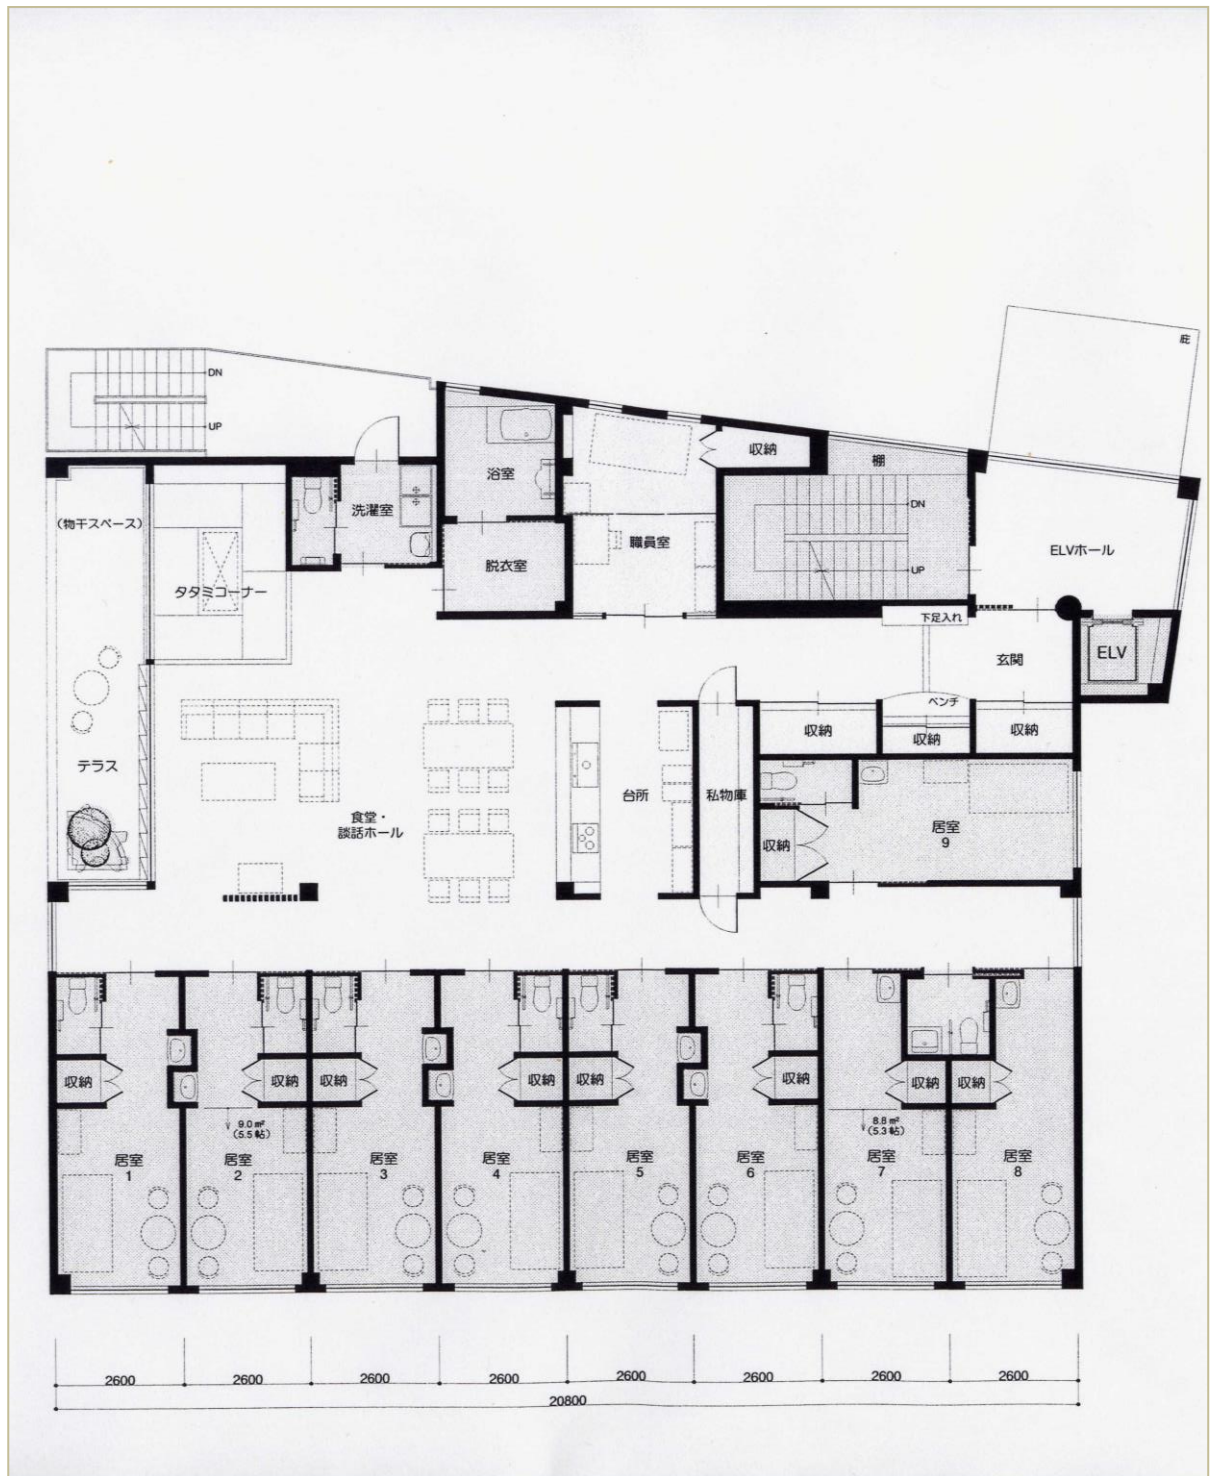 庇
DN
UP
収納
浴室
棚
(物干スペース)
洗濯室
DN
職員室
ELVホール
脱衣室
UP
タタミコーナー
下足入れ
玄関
ELV
ベンチ
収納
収納
収納
テラス
台所
私物庫
食堂・
談話ホール
居室
9
収納
収納
収納
収納
収納
収納
収納
収納
収納
9.0㎡
(5.5帖)
8.8㎡
(5.3帖)
居室
1
居室
2
居室
3
居室
4
居室
5
居室
6
居室
7
居室
8
2600
2600
2600
2600
2600
2600
2600
2600
20800